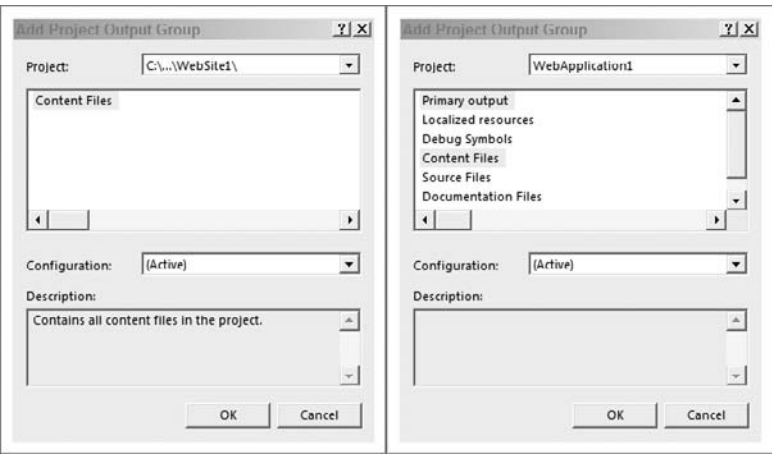 Add Project Output Group
Project: C:\...\WebSite1\
Content Files
Configuration: (Active)
Description:
Contains all content files in the project.
OK Cancel
Add Project Output Group
Project: WebApplication1
Primary output
Localized resources
Debug Symbols
Content Files
Source Files
Documentation Files
Configuration: (Active)
Description:
OK Cancel